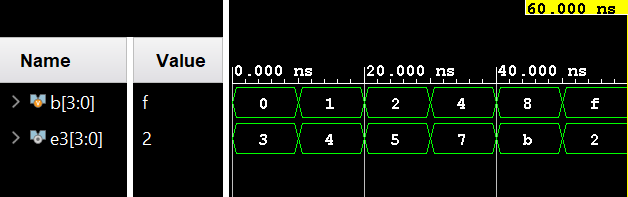 60.000 ns
Name Value
0.000 ns 20.000 ns 40.000 ns
b[3:0] f 0 1 2 4 8 f
e3[3:0] 2 3 4 5 7 b 2